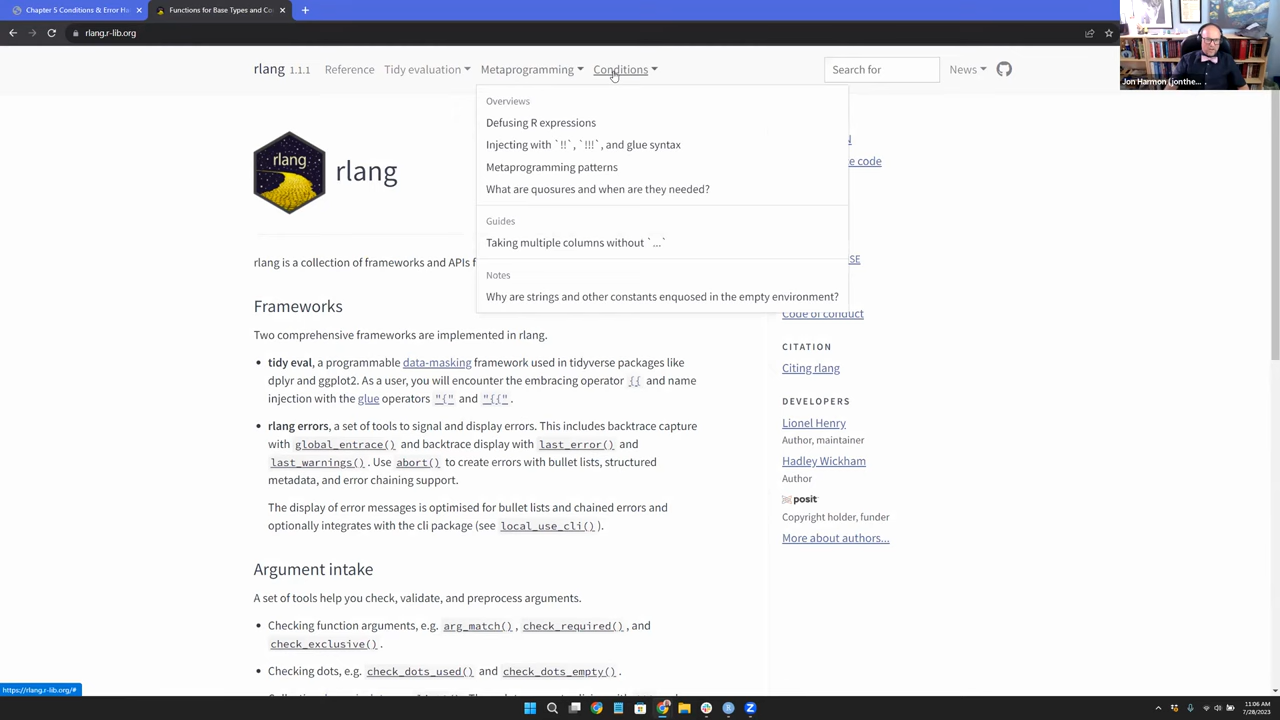 Chapter 5 Conditions & Error Ha
Functions for Base Types and Co
rlang.r-lib.org
rlang 1.1.1 Reference Tidy evaluation Metaprogramming Conditions Search for News
Jon Harmon (jonthe...
Overviews
Defusing R expressions
Injecting with `!!`, `!!!`, and glue syntax
Metaprogramming patterns
What are quosures and when are they needed?
Guides
Taking multiple columns without `...`
Notes
Why are strings and other constants enquosed in the empty environment?
rlang
rlang
rlang is a collection of frameworks and APIs f
Frameworks
Two comprehensive frameworks are implemented in rlang.
• tidy eval, a programmable data-masking framework used in tidyverse packages like
dplyr and ggplot2. As a user, you will encounter the embracing operator {{ and name
injection with the glue operators "{" and "{{".
• rlang errors, a set of tools to signal and display errors. This includes backtrace capture
with global_entrace() and backtrace display with last_error() and
last_warnings(). Use abort() to create errors with bullet lists, structured
metadata, and error chaining support.
The display of error messages is optimised for bullet lists and chained errors and
optionally integrates with the cli package (see local_use_cli()).
Argument intake
A set of tools help you check, validate, and preprocess arguments.
• Checking function arguments, e.g. arg_match(), check_required(), and
check_exclusive().
• Checking dots, e.g. check_dots_used() and check_dots_empty().
N
e code
SE
Code of conduct
CITATION
Citing rlang
DEVELOPERS
Lionel Henry
Author, maintainer
Hadley Wickham
Author
posit
Copyright holder, funder
More about authors...
https://rlang.r-lib.org/#
11:06 AM
7/28/2023